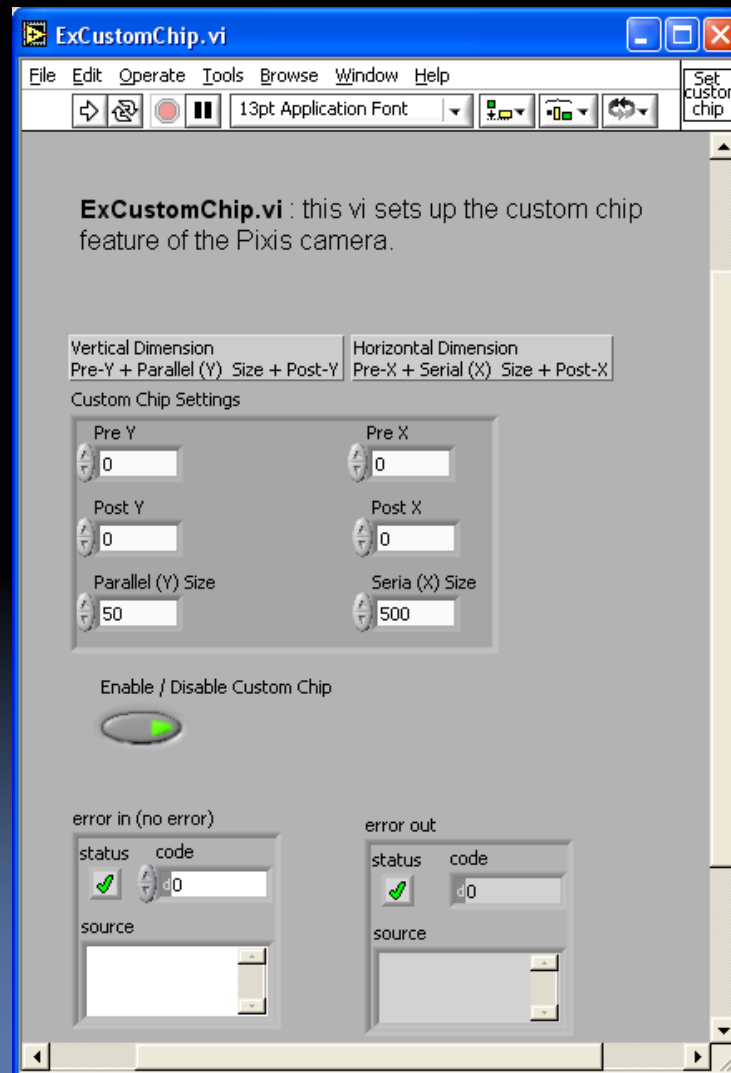 ExCustomChip.vi
File Edit Operate Tools Browse Window Help
13pt Application Font
Set
custom
chip
ExCustomChip.vi : this vi sets up the custom chip
feature of the Pixis camera.
Vertical Dimension
Pre-Y + Parallel (Y)  Size + Post-Y
Horizontal Dimension
Pre-X + Serial (X)  Size + Post-X
Custom Chip Settings
Pre Y
0
Pre X
0
Post Y
0
Post X
0
Parallel (Y) Size
50
Seria (X) Size
500
Enable / Disable Custom Chip
error in (no error)
status code
d0
source
error out
status code
d0
source